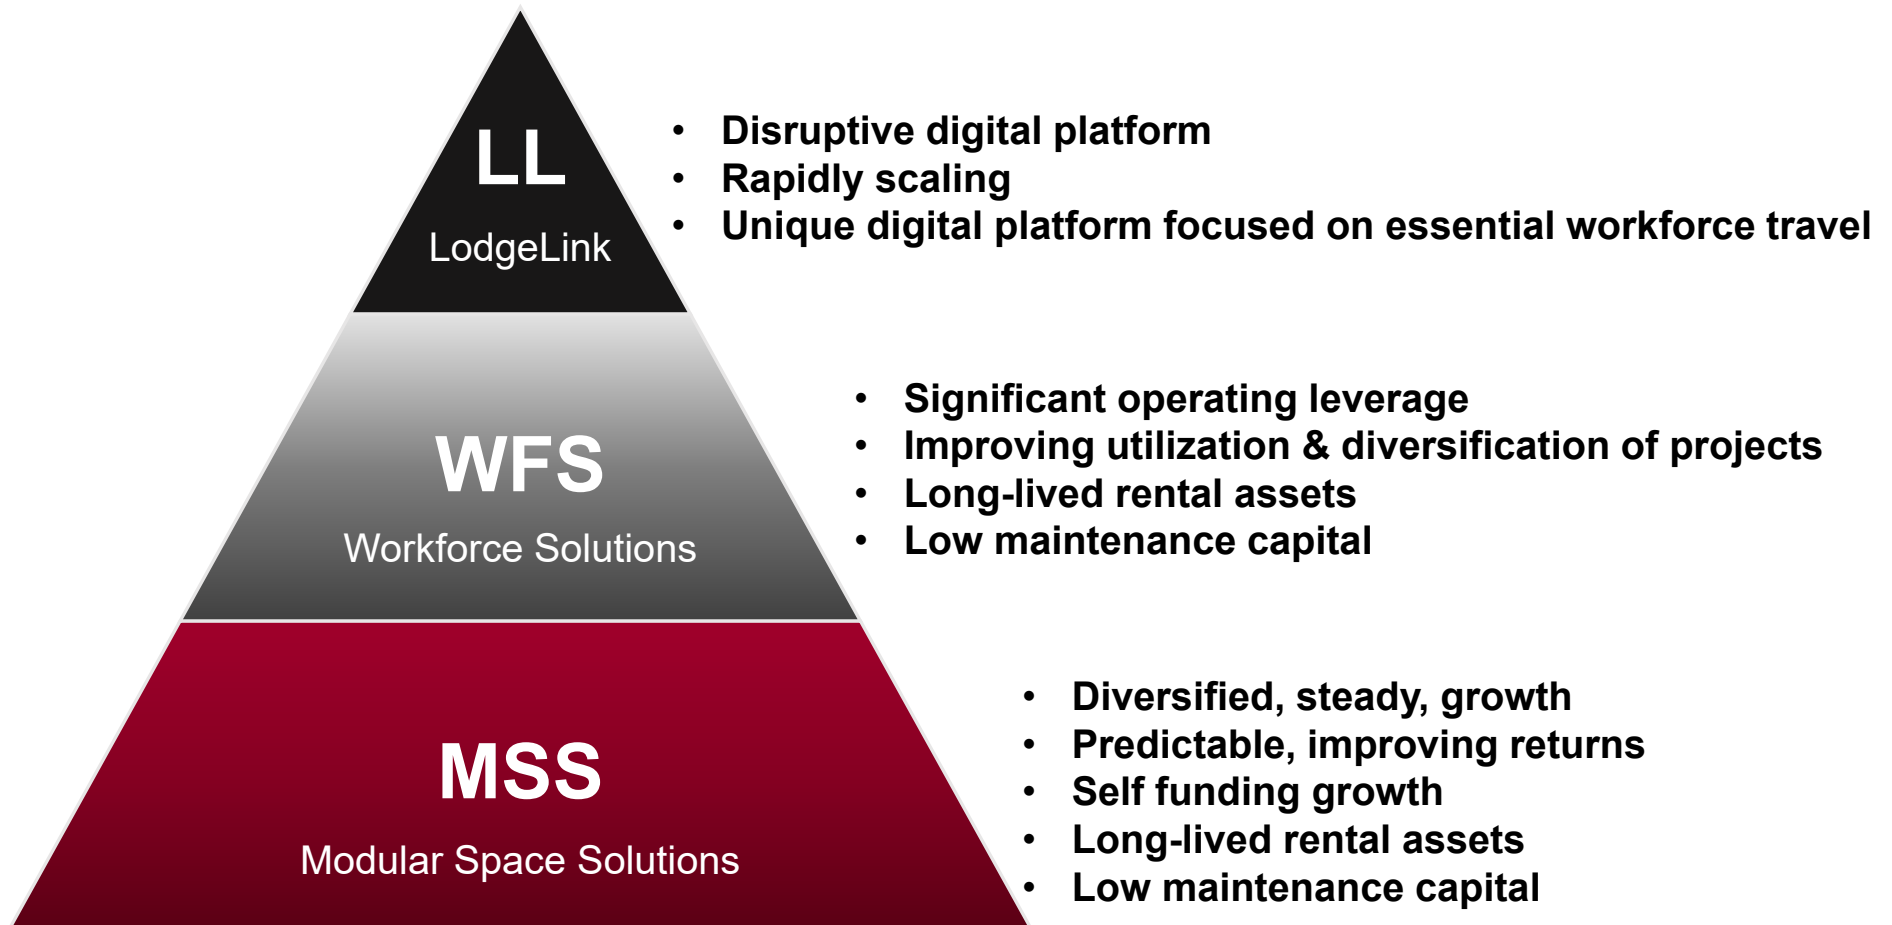 LL
LodgeLink
• Disruptive digital platform
• Rapidly scaling
• Unique digital platform focused on essential workforce travel
WFS
Workforce Solutions
• Significant operating leverage
• Improving utilization & diversification of projects
• Long-lived rental assets
• Low maintenance capital
MSS
Modular Space Solutions
• Diversified, steady, growth
• Predictable, improving returns
• Self funding growth
• Long-lived rental assets
• Low maintenance capital